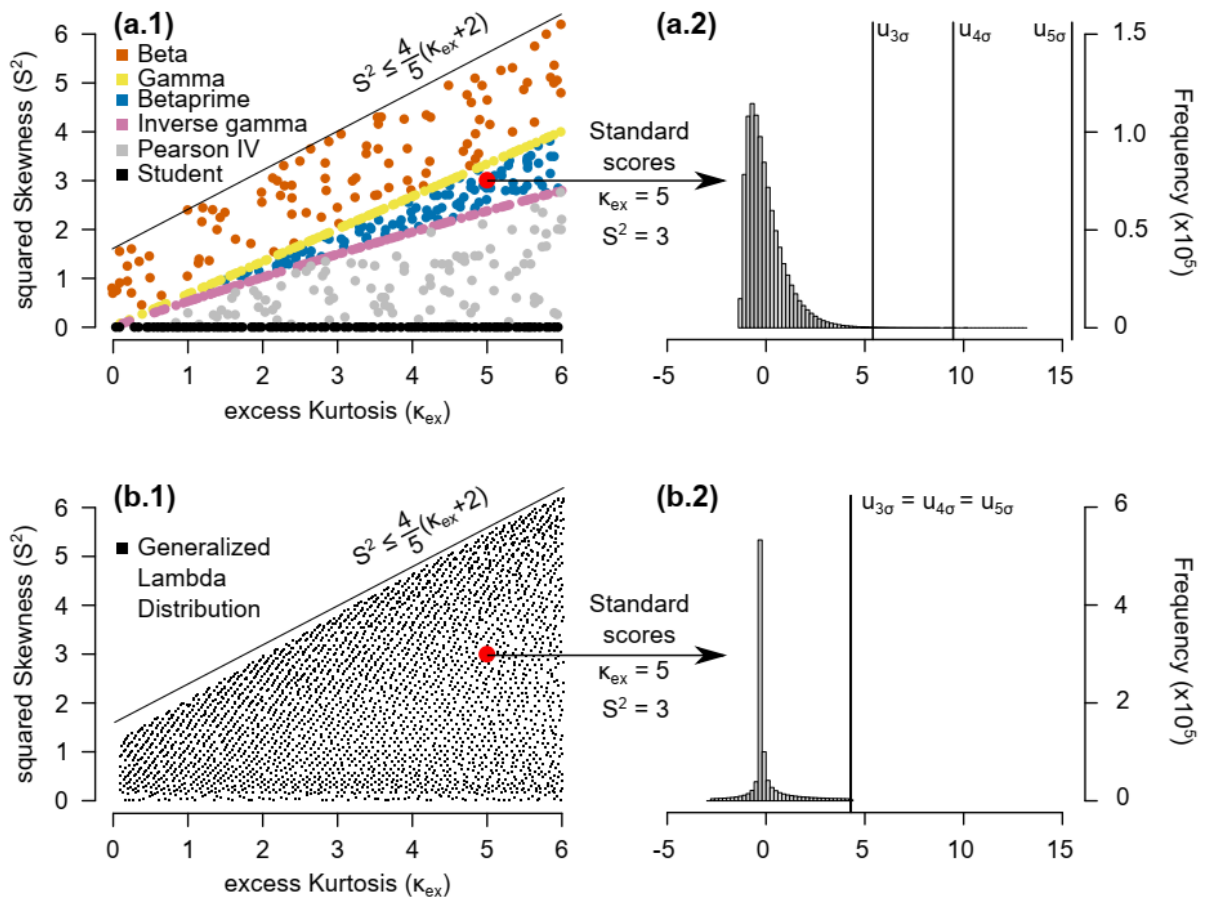 (a.1)
squared Skewness (S²)
6
5
4
3
2
1
0
Beta
Gamma
Betaprime
Inverse gamma
Pearson IV
Student
S² ≤ 4/5 (κex+2)
0 1 2 3 4 5 6
excess Kurtosis (κex)
Standard
scores
κex = 5
S² = 3
(a.2)
u3σ u4σ u5σ
1.5
1.0
0.5
0
Frequency (x10⁵)
-5 0 5 10 15
(b.1)
squared Skewness (S²)
6
5
4
3
2
1
0
Generalized
Lambda
Distribution
S² ≤ 4/5 (κex+2)
0 1 2 3 4 5 6
excess Kurtosis (κex)
Standard
scores
κex = 5
S² = 3
(b.2)
u3σ = u4σ = u5σ
6
4
2
0
Frequency (x10⁵)
-5 0 5 10 15